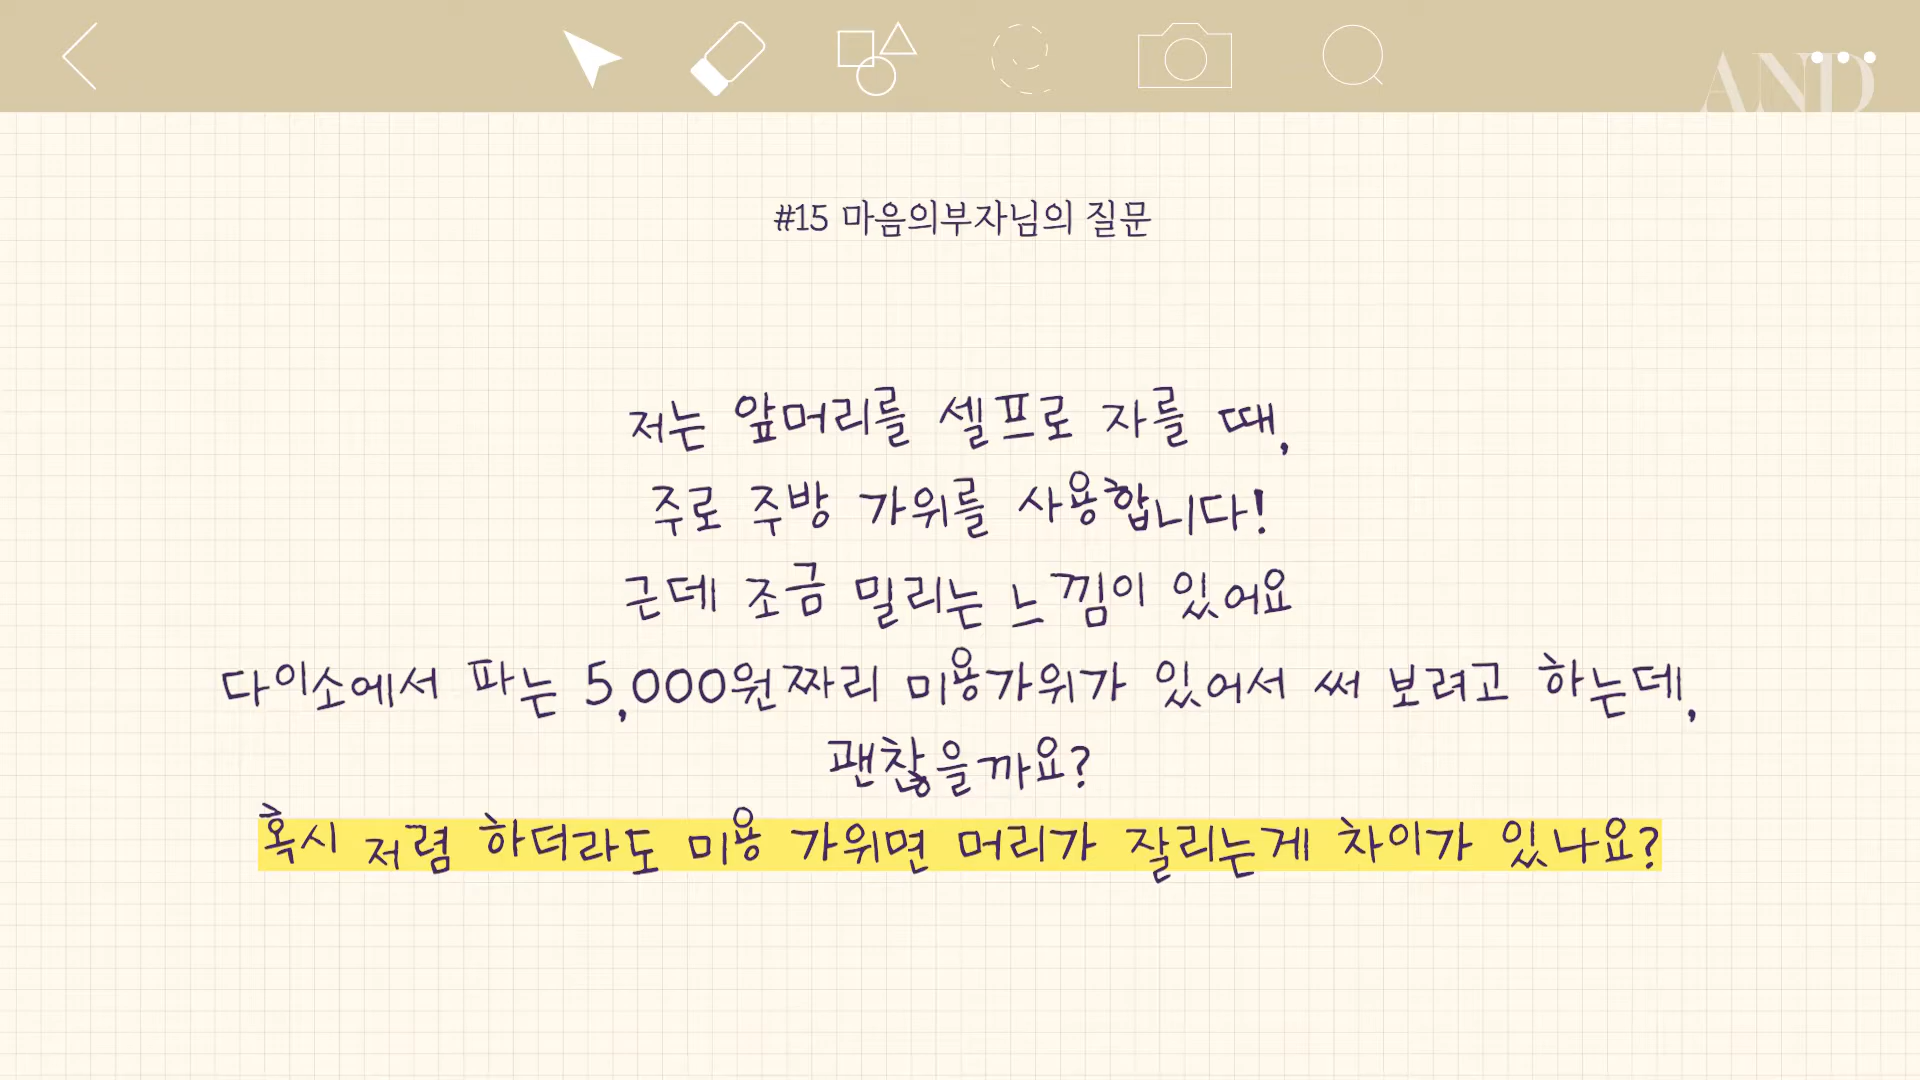 AND
#15 마음의부자님의 질문
저는 앞머리를 셀프로 자를 때,
주로 주방 가위를 사용합니다!
근데 조금 밀리는 느낌이 있어요
다이소에서 파는 5,000원짜리 미용가위가 있어서 써 보려고 하는데,
괜찮을까요?
혹시 저렴 하더라도 미용 가위면 머리가 잘리는게 차이가 있나요?